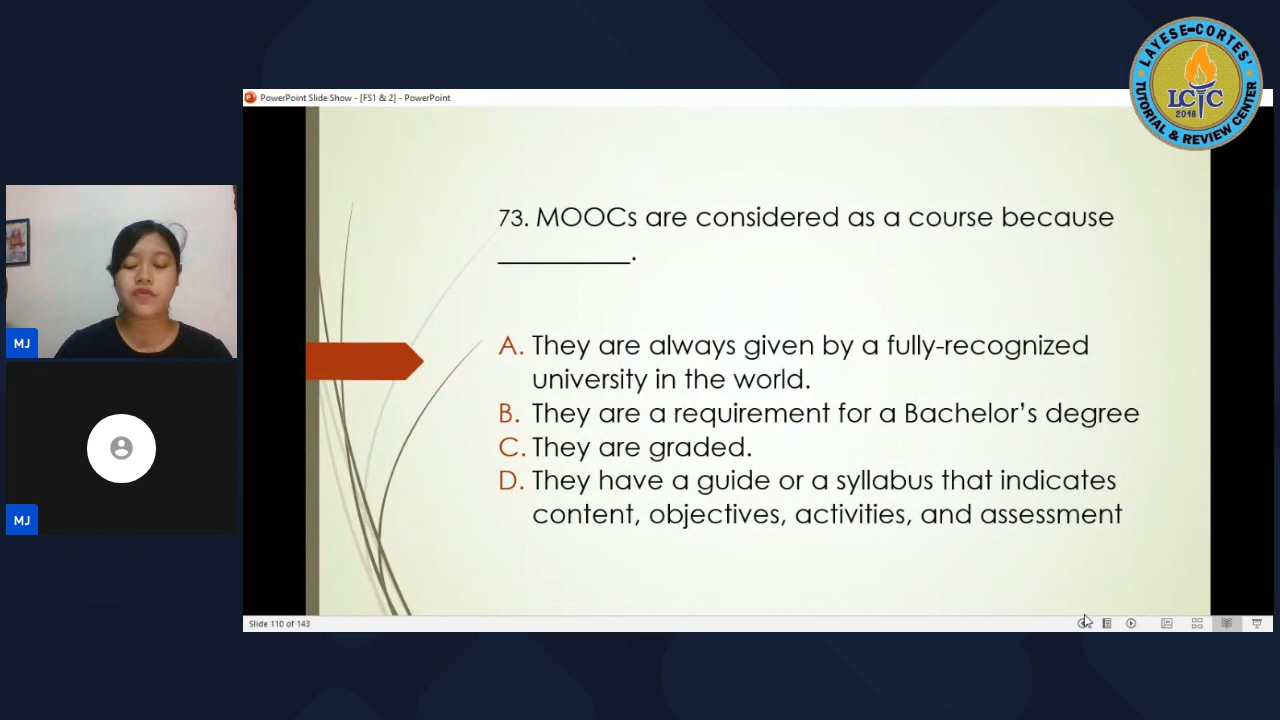 LAYESE-CORTES'
LCTC
2018
TUTORIAL & REVIEW CENTER
PowerPoint Slide Show - [FS1 & 2] - PowerPoint
73. MOOCs are considered as a course because
__________.
A. They are always given by a fully-recognized
university in the world.
B. They are a requirement for a Bachelor’s degree
C. They are graded.
D. They have a guide or a syllabus that indicates
content, objectives, activities, and assessment
MJ
MJ
Slide 110 of 143